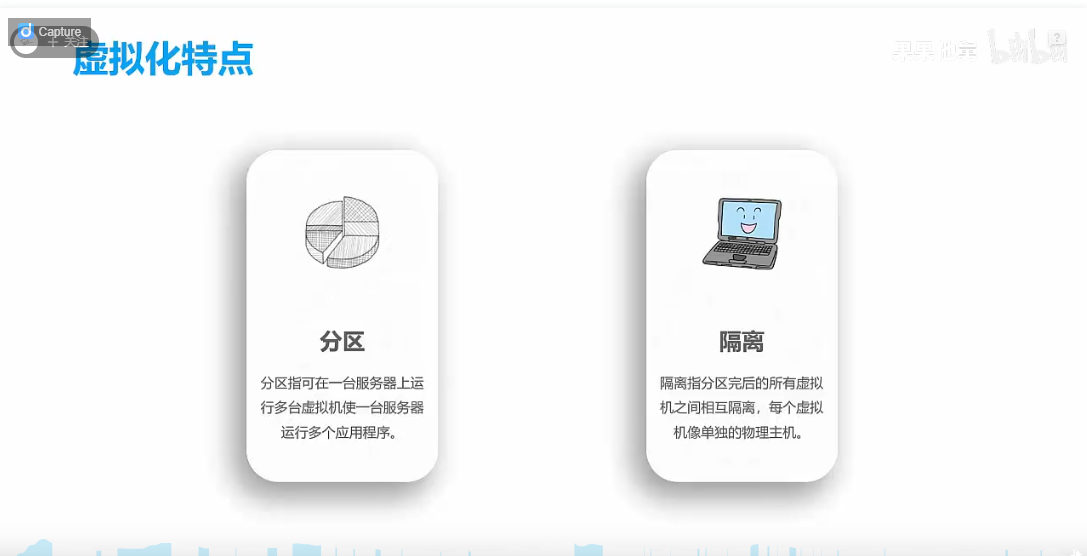 Capture
+ 关注
虚拟化特点
bilibili
分区
分区指可在一台服务器上运
行多台虚拟机使一台服务器
运行多个应用程序。
隔离
隔离指分区完后的所有虚拟
机之间相互隔离，每个虚拟
机像单独的物理主机。